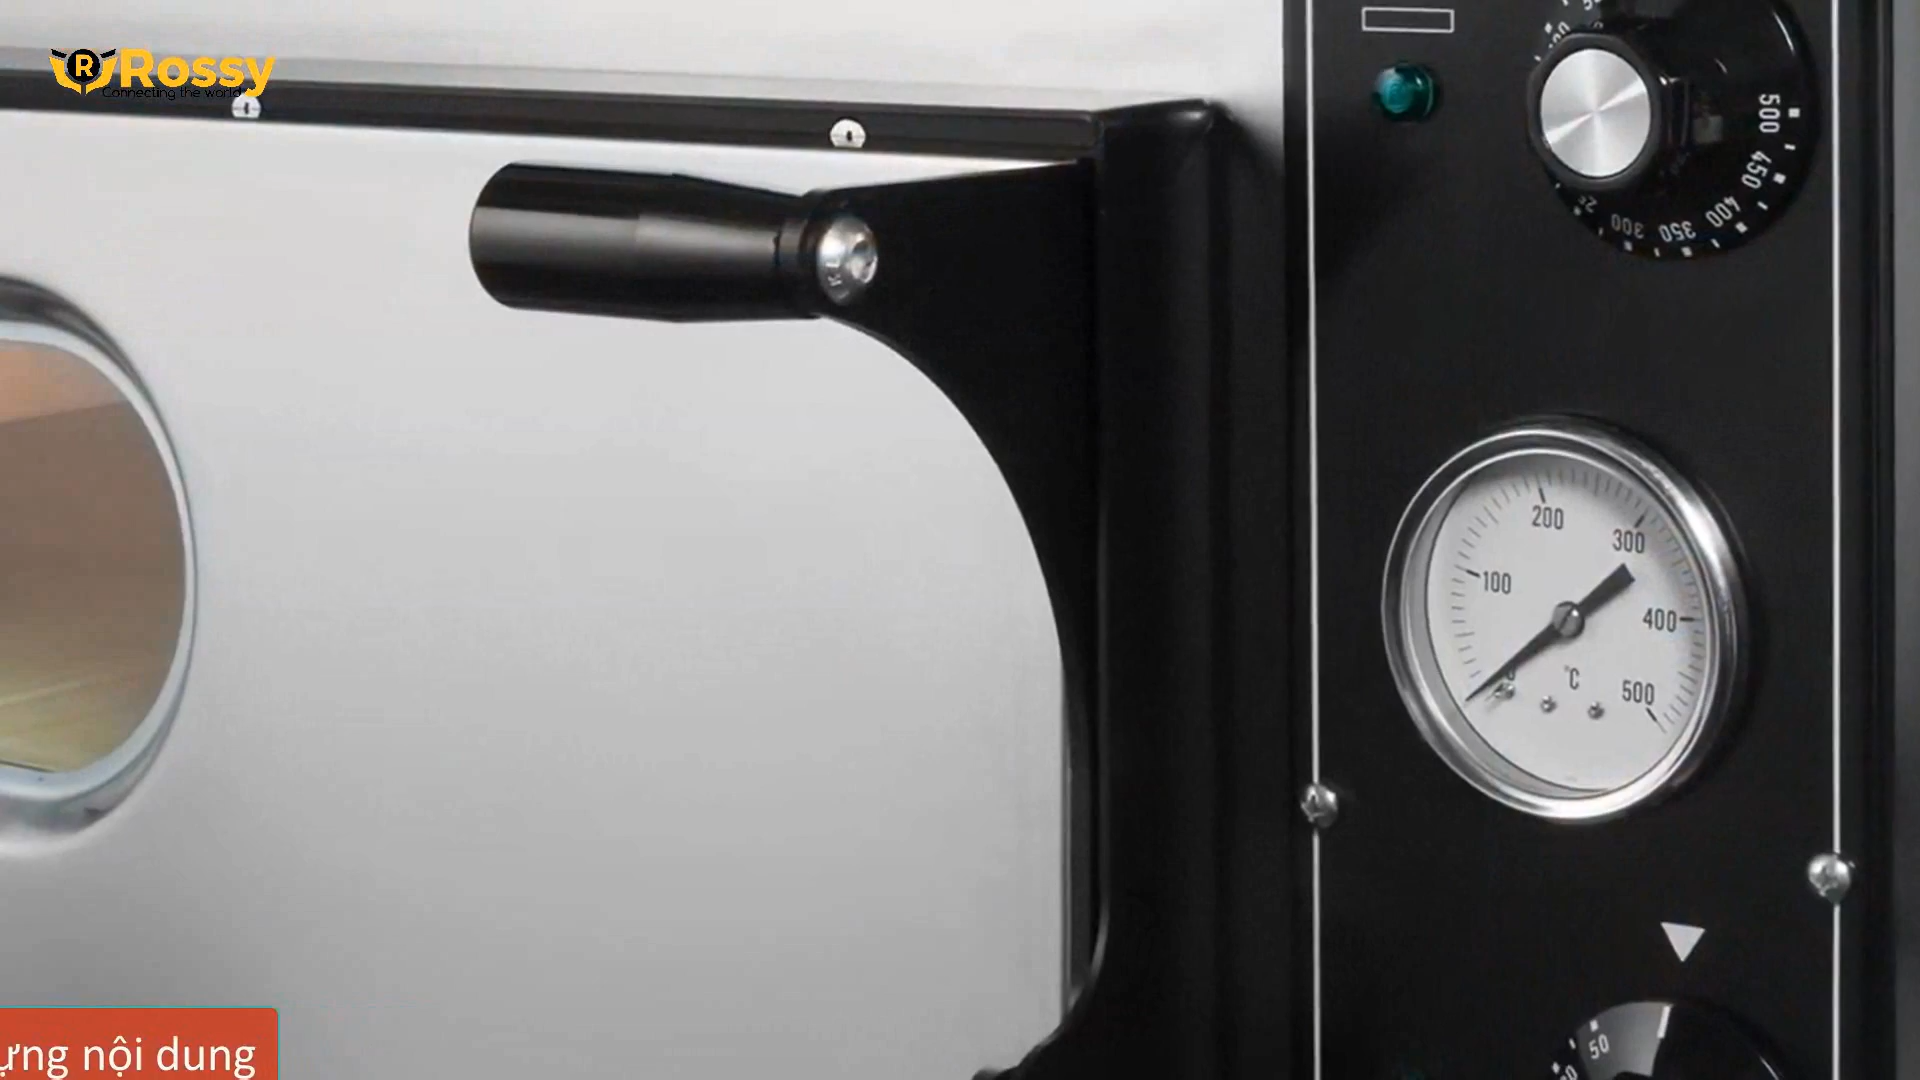 Rossy
Connecting the world
500
450
400
350
300
200
300
100
400
°C
500
50
ựng nội dung